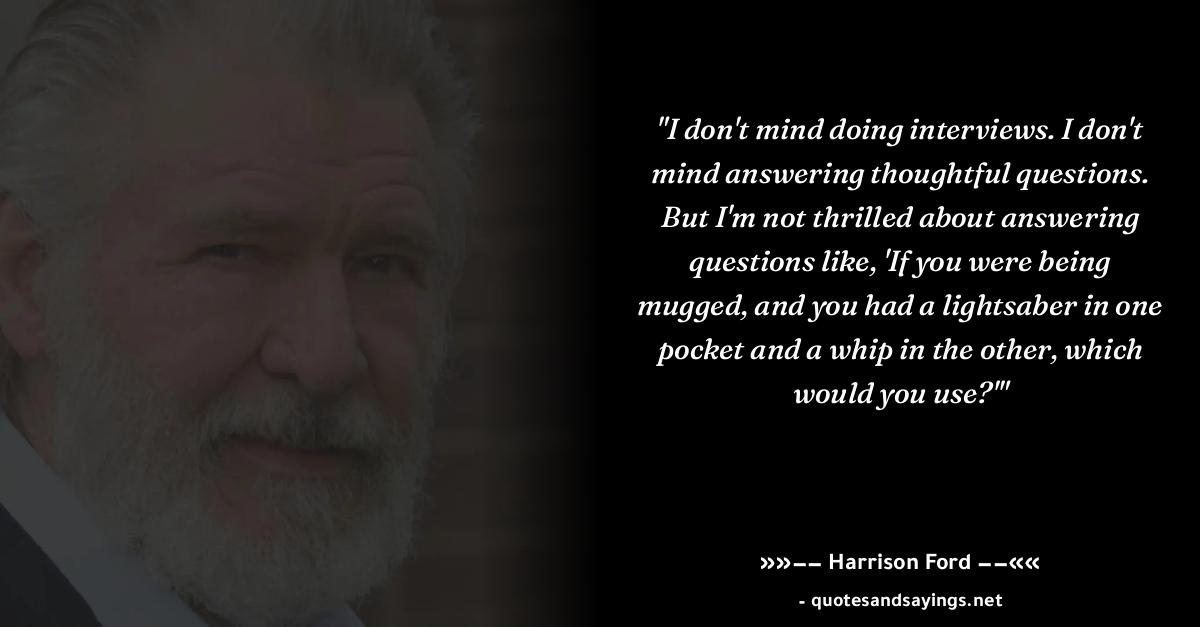 "I don't mind doing interviews. I don't
mind answering thoughtful questions.
But I'm not thrilled about answering
questions like, 'If you were being
mugged, and you had a lightsaber in one
pocket and a whip in the other, which
would you use?'"
»»−− Harrison Ford −−««
- quotesandsayings.net